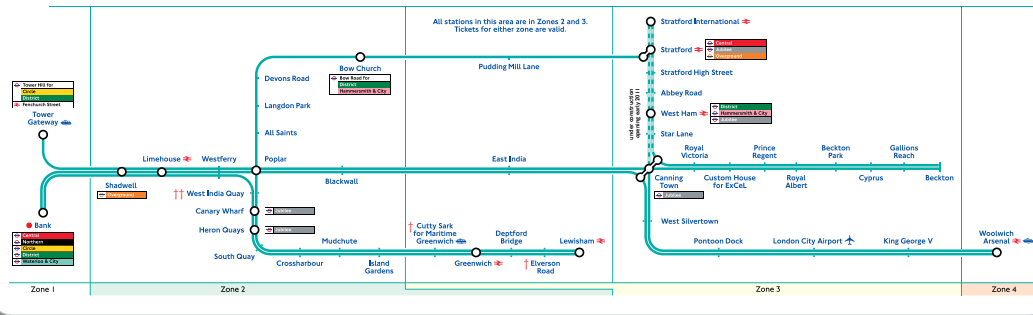 All stations in this area are in Zones 2 and 3.
Tickets for either zone are valid.
Stratford International
Stratford
Central
Jubilee
Overground
Stratford High Street
Abbey Road
West Ham
District
Hammersmith & City
Jubilee
Star Lane
under construction
opening early 2011
Pudding Mill Lane
Bow Church
Bow Road for
District
Hammersmith & City
Devons Road
Langdon Park
All Saints
Poplar
Tower Hill for
Circle
District
Fenchurch Street
Tower
Gateway
Limehouse
Westferry
Shadwell
Overground
Bank
Central
Northern
Circle
District
Waterloo & City
†† West India Quay
Canary Wharf
Jubilee
Heron Quays
Jubilee
South Quay
Crossharbour
Mudchute
Island
Gardens
† Cutty Sark
for Maritime
Greenwich
Greenwich
Deptford
Bridge
† Elverson
Road
Lewisham
Blackwall
East India
Canning
Town
Jubilee
Royal
Victoria
Custom House
for ExCeL
Prince
Regent
Royal
Albert
Beckton
Park
Cyprus
Gallions
Reach
Beckton
West Silvertown
Pontoon Dock
London City Airport
King George V
Woolwich
Arsenal
Zone 1
Zone 2
Zone 3
Zone 4